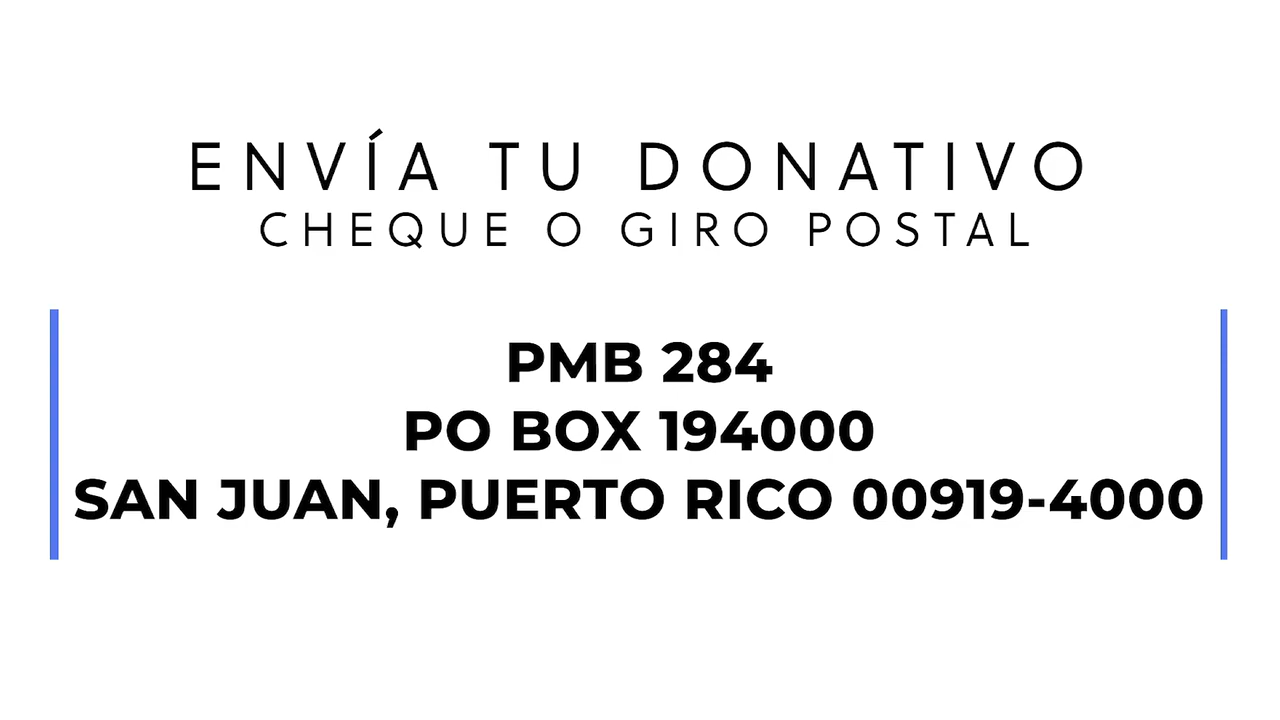 ENVÍA TU DONATIVO
CHEQUE O GIRO POSTAL
PMB 284
PO BOX 194000
SAN JUAN, PUERTO RICO 00919-4000